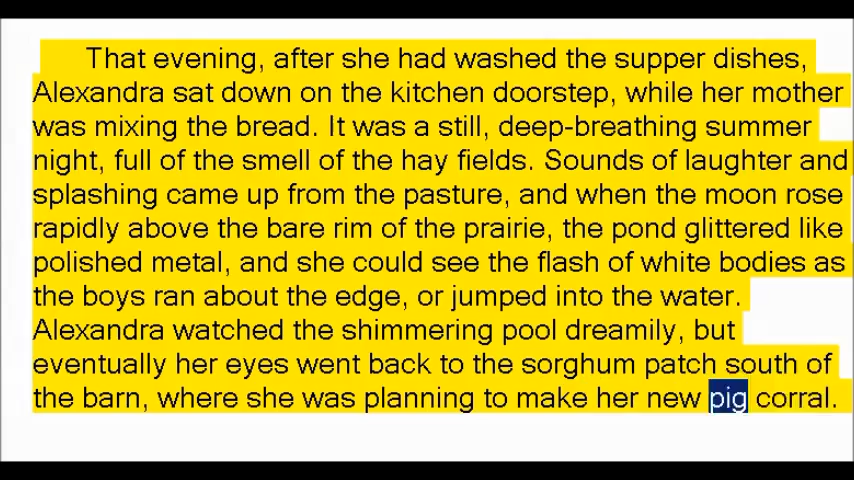 That evening, after she had washed the supper dishes,
Alexandra sat down on the kitchen doorstep, while her mother
was mixing the bread. It was a still, deep-breathing summer
night, full of the smell of the hay fields. Sounds of laughter and
splashing came up from the pasture, and when the moon rose
rapidly above the bare rim of the prairie, the pond glittered like
polished metal, and she could see the flash of white bodies as
the boys ran about the edge, or jumped into the water.
Alexandra watched the shimmering pool dreamily, but
eventually her eyes went back to the sorghum patch south of
the barn, where she was planning to make her new pig corral.